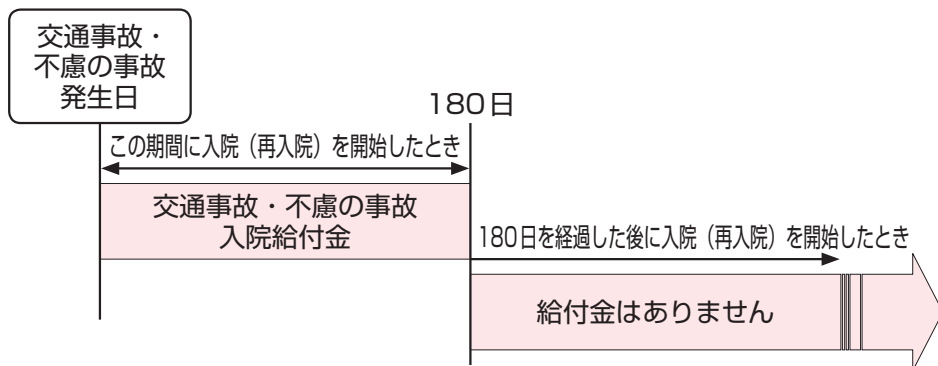 交通事故・
不慮の事故
発生日
180日
この期間に入院（再入院）を開始したとき
交通事故・不慮の事故
入院給付金
180日を経過した後に入院（再入院）を開始したとき
給付金はありません